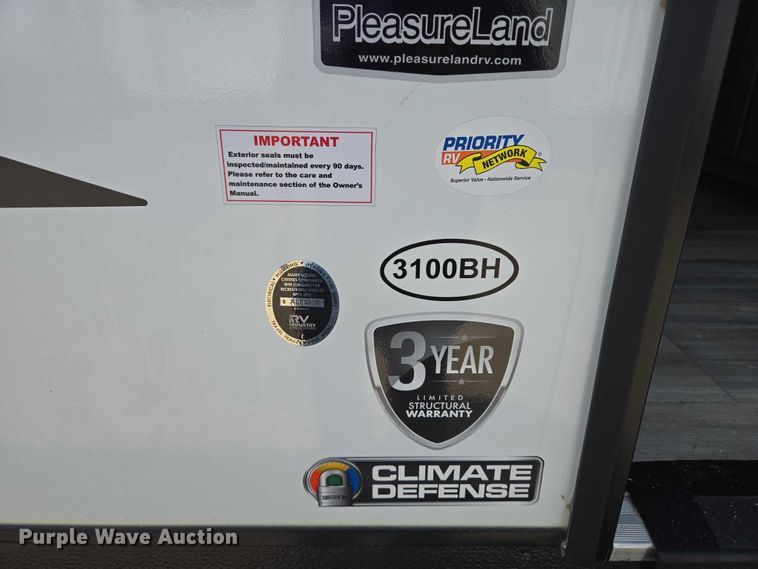 PLEASURELAND
www.pleasurelandrv.com
IMPORTANT
Exterior seals must be
inspected/maintained every 90 days.
Please refer to the care and
maintenance section of the Owner's
Manual.
PRIORITY
RV NETWORK
Superior Value - Nationwide Service
3100BH
RV
INDUSTRY
3 YEAR
LIMITED
STRUCTURAL
WARRANTY
CLIMATE
DEFENSE
Purple Wave Auction